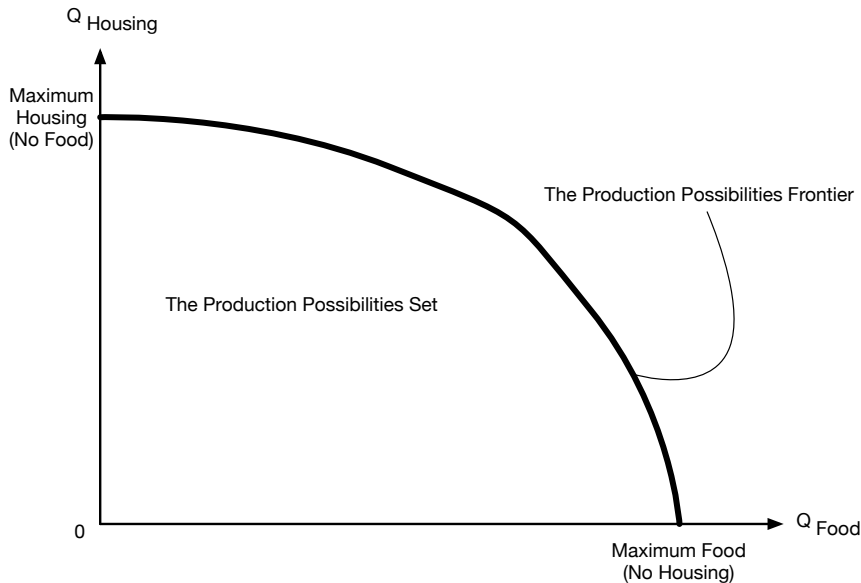 Q Housing
Maximum
Housing
(No Food)
The Production Possibilities Frontier
The Production Possibilities Set
0
Q Food
Maximum Food
(No Housing)